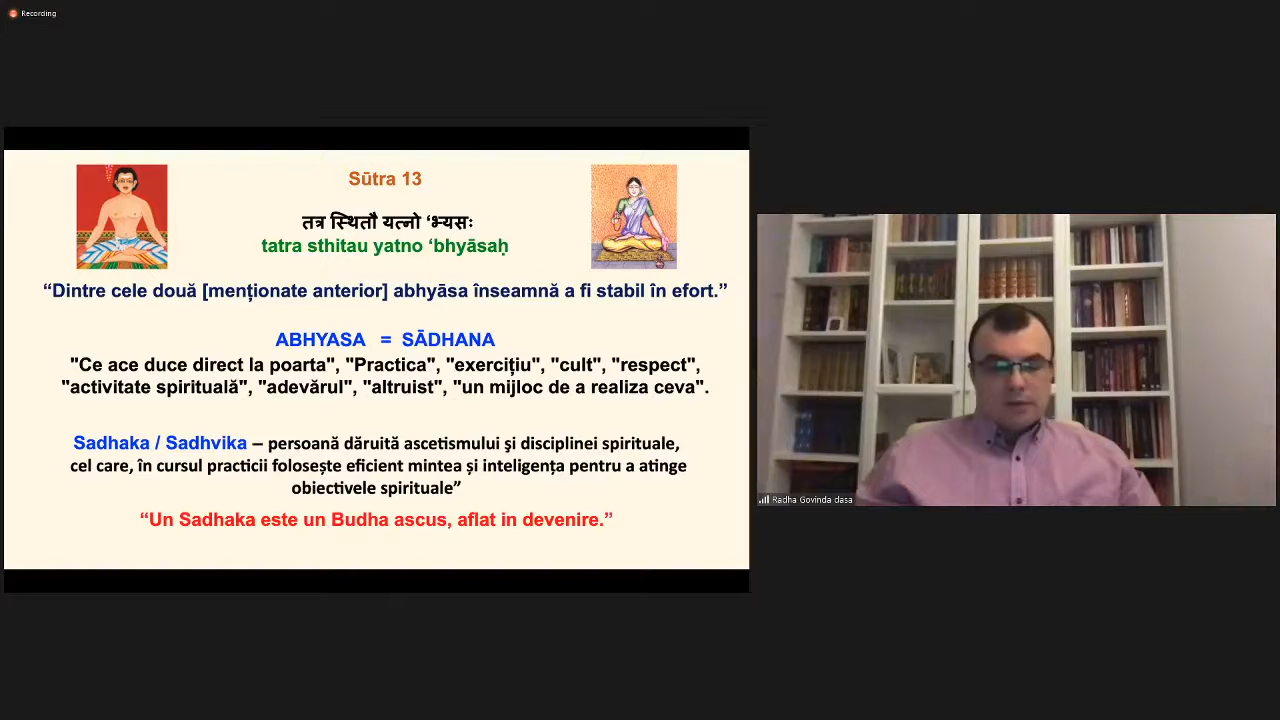 Recording
Sūtra 13
तत्र स्थितौ यत्नो ‘भ्यसः
tatra sthitau yatno ‘bhyāsaḥ
“Dintre cele două [menționate anterior] abhyāsa înseamnă a fi stabil în efort.”
ABHYASA = SĀDHANA
"Ce ace duce direct la poarta", "Practica", "exercițiu", "cult", "respect",
"activitate spirituală", "adevărul", "altruist", "un mijloc de a realiza ceva".
Sadhaka / Sadhvika – persoană dăruită ascetismului şi disciplinei spirituale,
cel care, în cursul practicii folosește eficient mintea și inteligența pentru a atinge
obiectivele spirituale”
“Un Sadhaka este un Budha ascus, aflat in devenire.”
Radha Govinda dasa